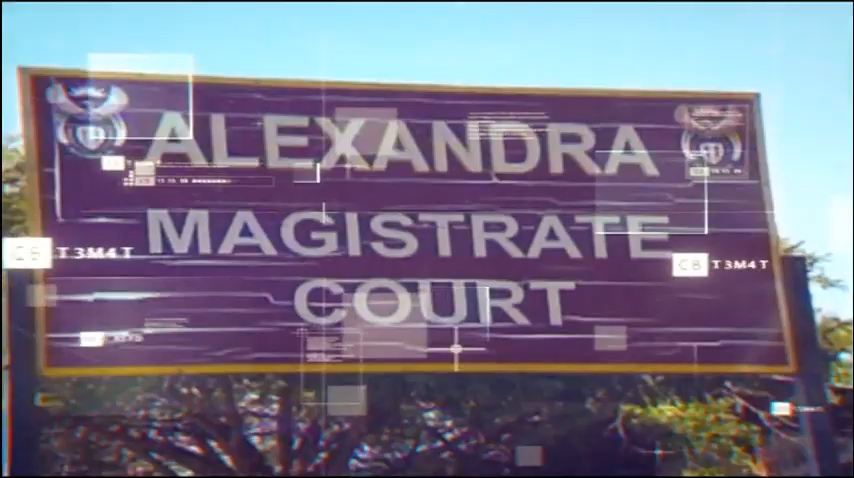 ALEXANDRA
MAGISTRATE
COURT
C8 T3M4T
C8 T3M4T